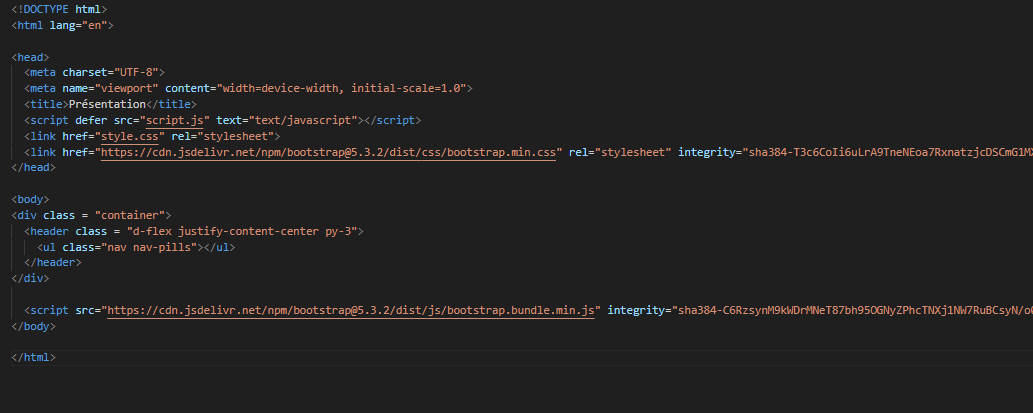 <!DOCTYPE html>
<html lang="en">
<head>
<meta charset="UTF-8">
<meta name="viewport" content="width=device-width, initial-scale=1.0">
<title>Présentation</title>
<script defer src="script.js" text="text/javascript"></script>
<link href="style.css" rel="stylesheet">
<link href="https://cdn.jsdelivr.net/npm/bootstrap@5.3.2/dist/css/bootstrap.min.css" rel="stylesheet" integrity="sha384-T3c6CoIi6uLrA9TneNEoa7RxnatzjcDSCmG1MX
</head>
<body>
<div class = "container">
<header class = "d-flex justify-content-center py-3">
<ul class="nav nav-pills"></ul>
</header>
</div>
<script src="https://cdn.jsdelivr.net/npm/bootstrap@5.3.2/dist/js/bootstrap.bundle.min.js" integrity="sha384-C6RzsynM9kWDrMNeT87bh95OGNyZPhcTNXj1NW7RuBCsyN/o
</body>
</html>